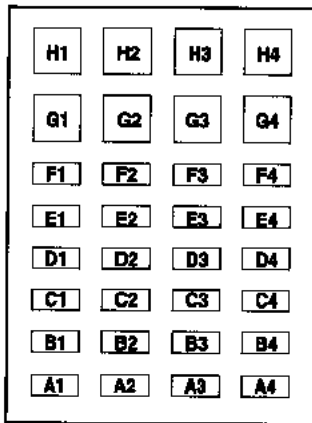 H1 H2 H3 H4
G1 G2 G3 G4
F1 F2 F3 F4
E1 E2 E3 E4
D1 D2 D3 D4
C1 C2 C3 C4
B1 B2 B3 B4
A1 A2 A3 A4